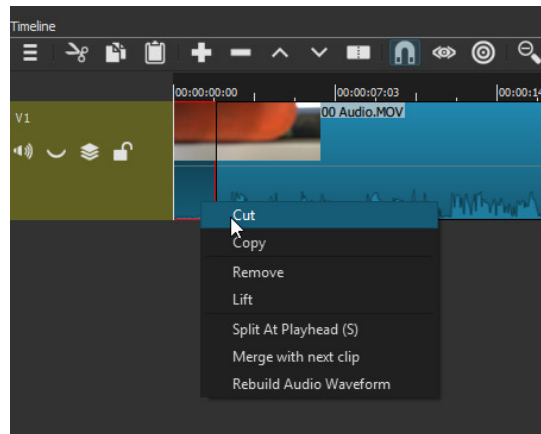 Timeline
00:00:00:00 00:00:07:03 00:00:14
V1 00 Audio.MOV
Cut
Copy
Remove
Lift
Split At Playhead (S)
Merge with next clip
Rebuild Audio Waveform